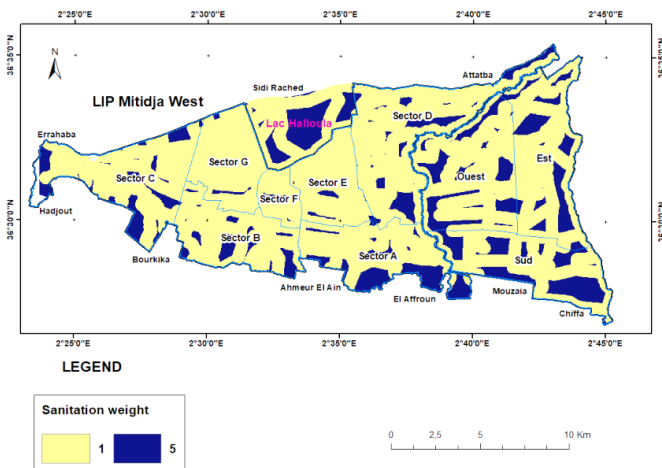 2°25'0"E 2°30'0"E 2°35'0"E 2°40'0"E 2°45'0"E
36°35'0"N
N
Attatba
Sidi Rached
LIP Mitidja West
Sector D
Lac Halloula
Errahaba
Sector G
Ouest
Est
Sector C
Sector E
Sector F
Hadjout
36°30'0"N
Sector B
Sector A
Sud
Bourkika
Ahmeur El Ain
El Affroun
Mouzaia
Chiffa
2°25'0"E 2°30'0"E 2°35'0"E 2°40'0"E 2°45'0"E
LEGEND
Sanitation weight
1 5
0 2,5 5 10 Km